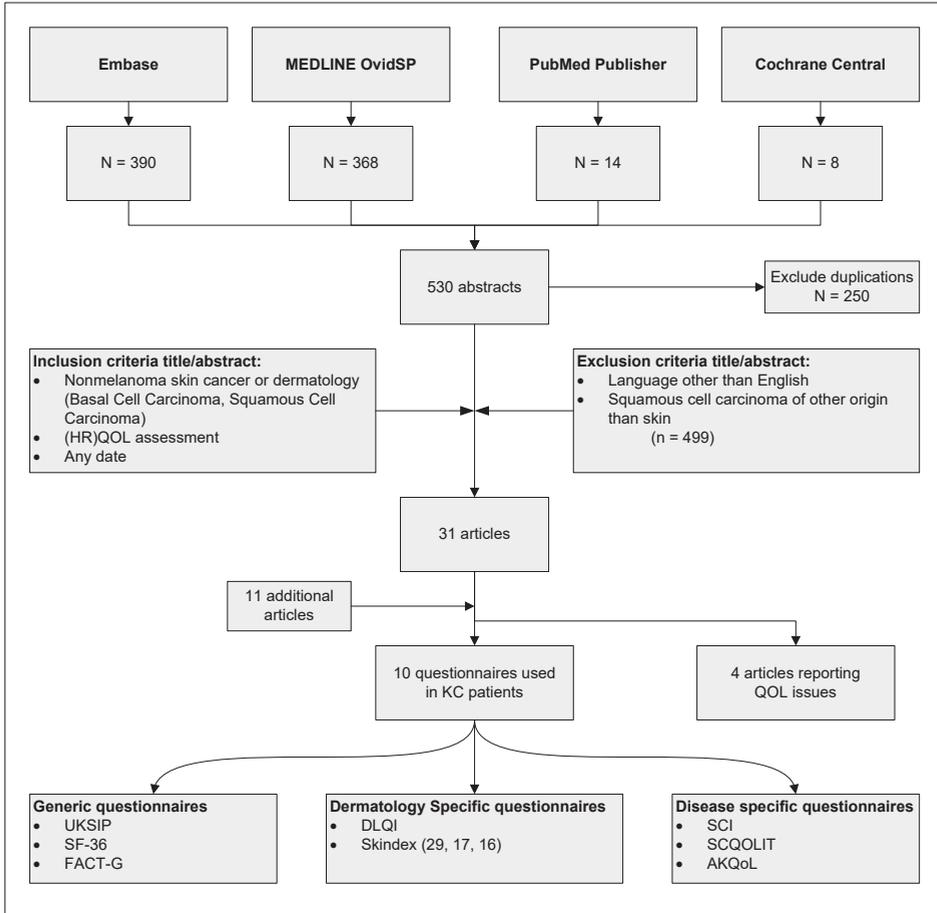 Embase
MEDLINE OvidSP
PubMed Publisher
Cochrane Central
N = 390
N = 368
N = 14
N = 8
530 abstracts
Exclude duplications
N = 250
Inclusion criteria title/abstract:
• Nonmelanoma skin cancer or dermatology
(Basal Cell Carcinoma, Squamous Cell
Carcinoma)
• (HR)QOL assessment
• Any date
Exclusion criteria title/abstract:
• Language other than English
• Squamous cell carcinoma of other origin
than skin
(n = 499)
31 articles
11 additional
articles
10 questionnaires used
in KC patients
4 articles reporting
QOL issues
Generic questionnaires
• UKSIP
• SF-36
• FACT-G
Dermatology Specific questionnaires
• DLQI
• Skindex (29, 17, 16)
Disease specific questionnaires
• SCI
• SCQOLIT
• AKQoL